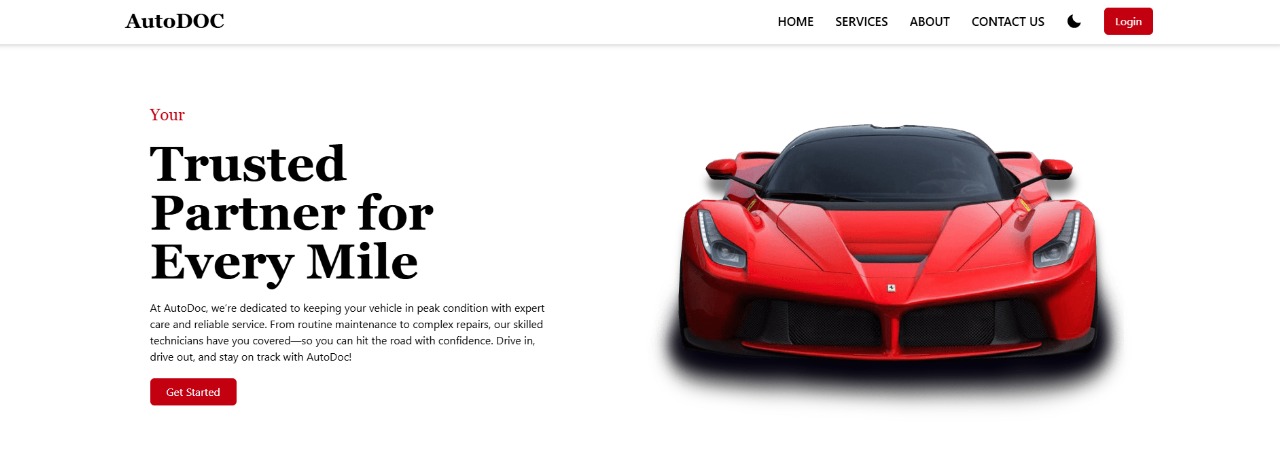 AutoDOC
HOME SERVICES ABOUT CONTACT US Login
Your
Trusted
Partner for
Every Mile
At AutoDoc, we're dedicated to keeping your vehicle in peak condition with expert
care and reliable service. From routine maintenance to complex repairs, our skilled
technicians have you covered—so you can hit the road with confidence. Drive in,
drive out, and stay on track with AutoDoc!
Get Started